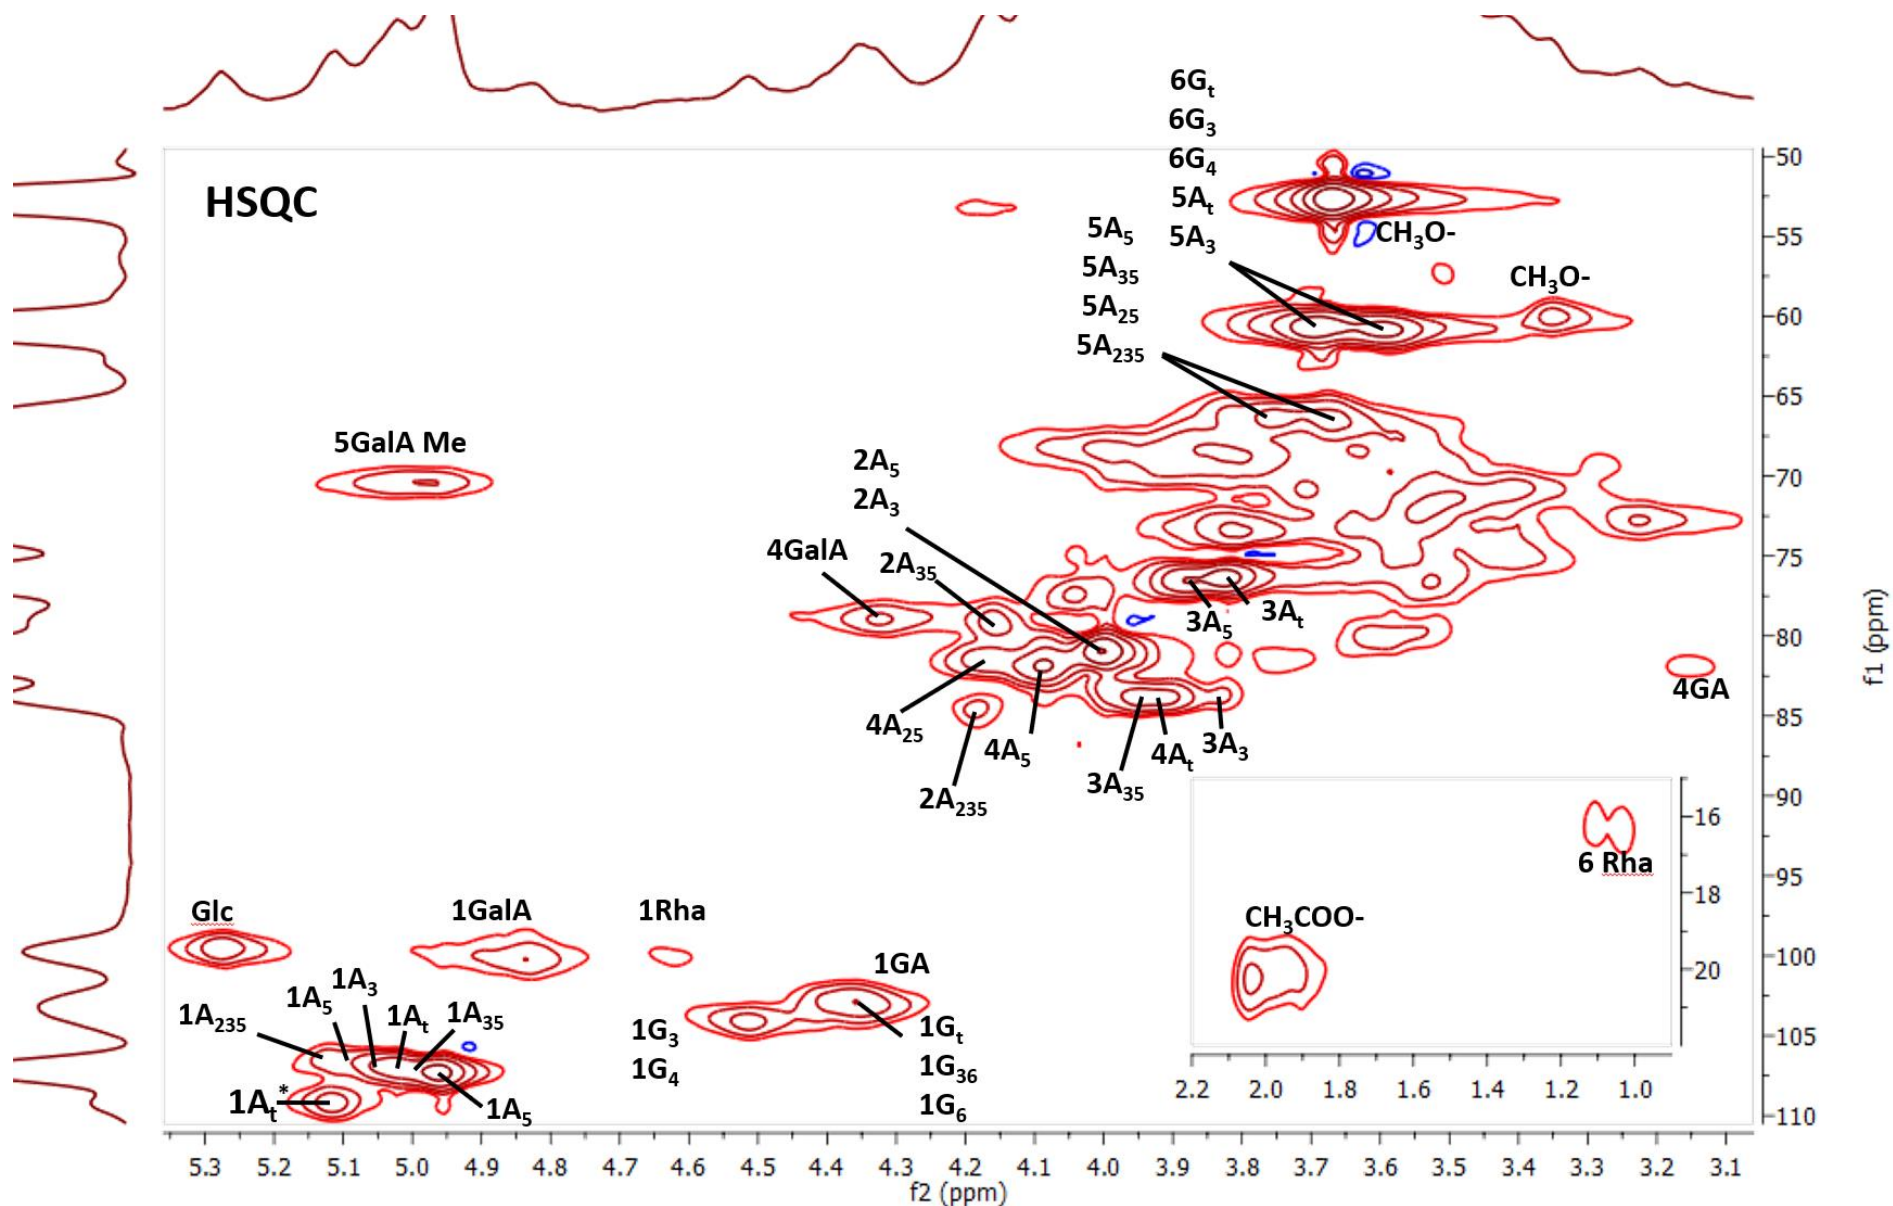 HSQC
6Gt
6G3
6G4
5At
5A3
5A5
5A35
5A25
5A235
CH3O-
CH3O-
5GalA Me
2A5
2A3
4GalA
2A35
3A5
3At
4A25
4A5
2A235
3A35
4At
3A3
4GA
Glc
1GalA
1Rha
1GA
1A235
1A5
1A3
1At
1A35
1At*
1A5
1G3
1G4
1Gt
1G36
1G6
CH3COO-
6 Rha
16
18
20
2.2 2.0 1.8 1.6 1.4 1.2 1.0
50
55
60
65
70
75
80
85
90
95
100
105
110
f1 (ppm)
5.3 5.2 5.1 5.0 4.9 4.8 4.7 4.6 4.5 4.4 4.3 4.2 4.1 4.0 3.9 3.8 3.7 3.6 3.5 3.4 3.3 3.2 3.1
f2 (ppm)